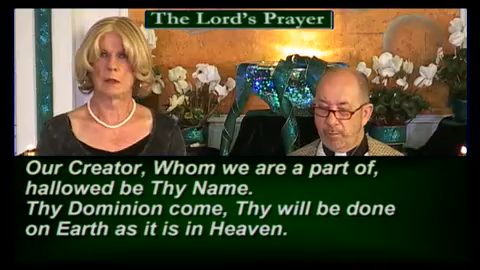 The Lord's Prayer
Our Creator, Whom we are a part of,
hallowed be Thy Name.
Thy Dominion come, Thy will be done
on Earth as it is in Heaven.